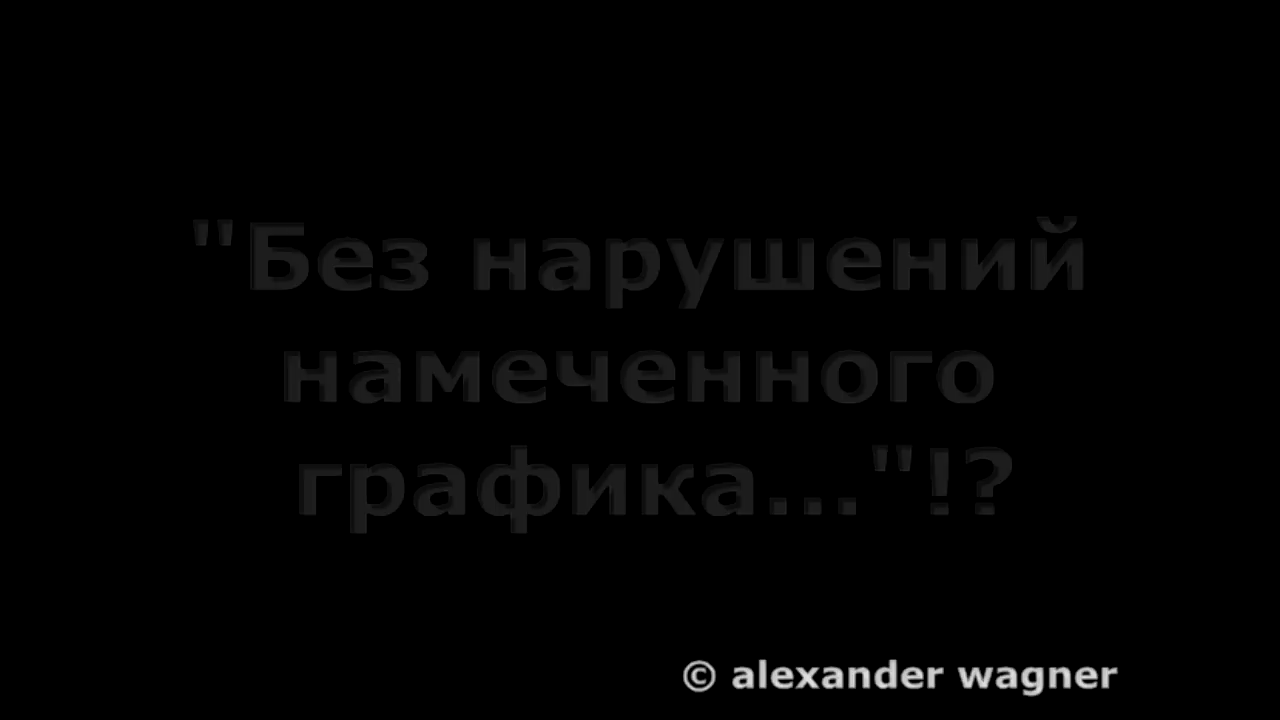 "Без нарушений
намеченного
графика..."!?
© alexander wagner